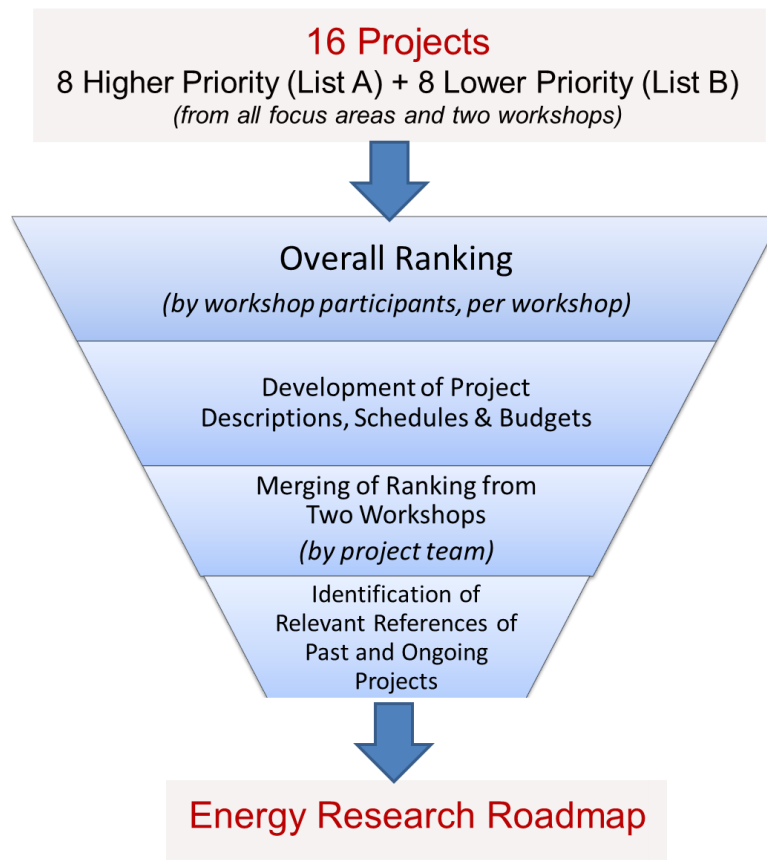 16 Projects
8 Higher Priority (List A) + 8 Lower Priority (List B)
(from all focus areas and two workshops)
Overall Ranking
(by workshop participants, per workshop)
Development of Project
Descriptions, Schedules & Budgets
Merging of Ranking from
Two Workshops
(by project team)
Identification of
Relevant References of
Past and Ongoing
Projects
Energy Research Roadmap